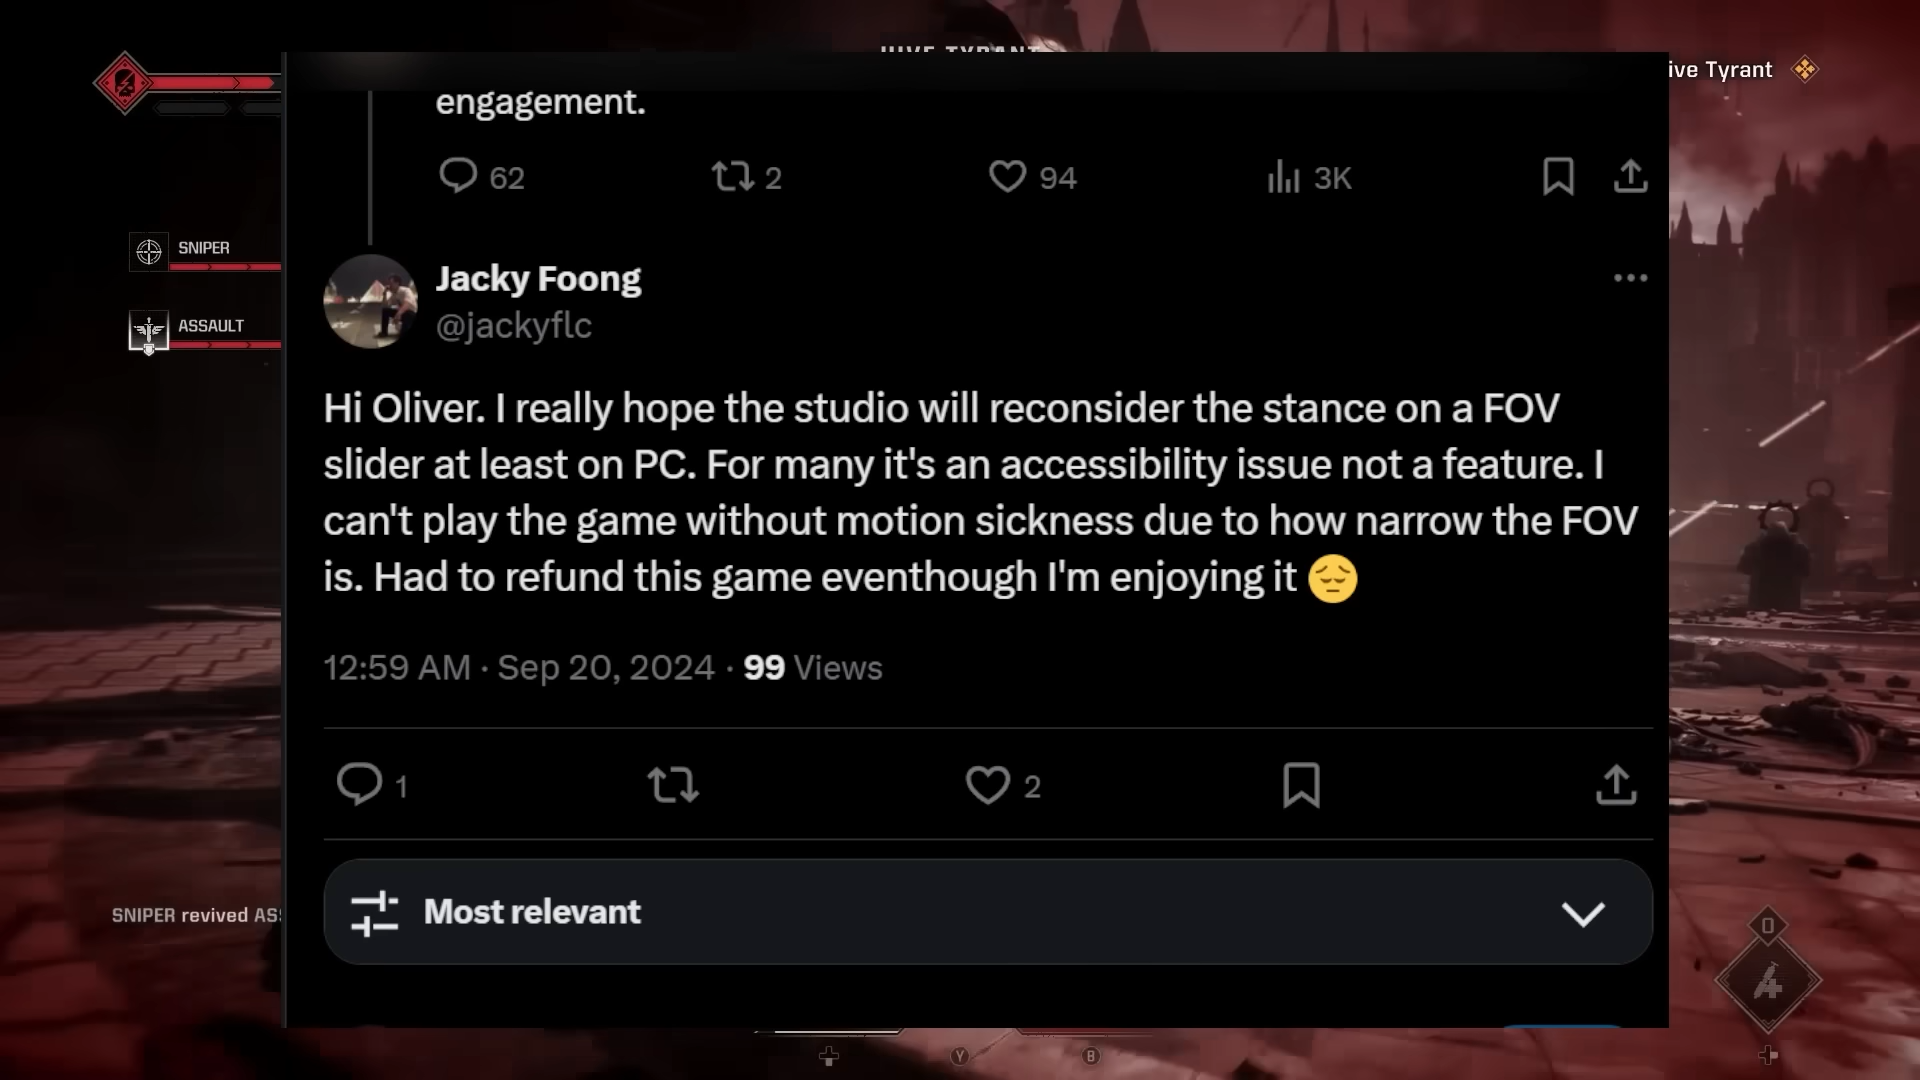 HIVE TYRANT
ive Tyrant
engagement.
62 2 94 3K
SNIPER
ASSAULT
Jacky Foong
@jackyflc
Hi Oliver. I really hope the studio will reconsider the stance on a FOV
slider at least on PC. For many it's an accessibility issue not a feature. I
can't play the game without motion sickness due to how narrow the FOV
is. Had to refund this game eventhough I'm enjoying it 😔
12:59 AM · Sep 20, 2024 · 99 Views
1 2
Most relevant
SNIPER revived AS
0
Y B